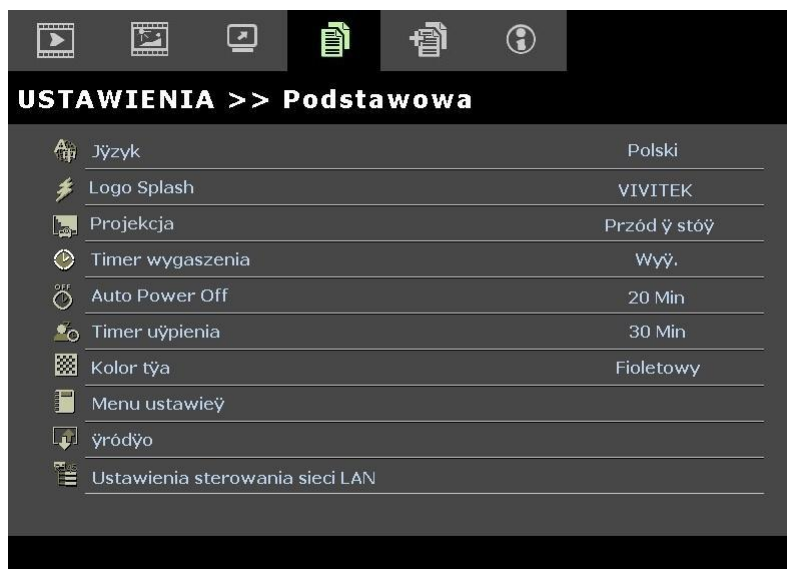 USTAWIENIA >> Podstawowa
Jÿzyk Polski
Logo Splash VIVITEK
Projekcja Przód ÿ stóÿ
Timer wygaszenia Wyÿ.
OFF
Auto Power Off 20 Min
Timer uÿpienia 30 Min
Kolor tÿa Fioletowy
Menu ustawieÿ
ÿródÿo
Ustawienia sterowania sieci LAN